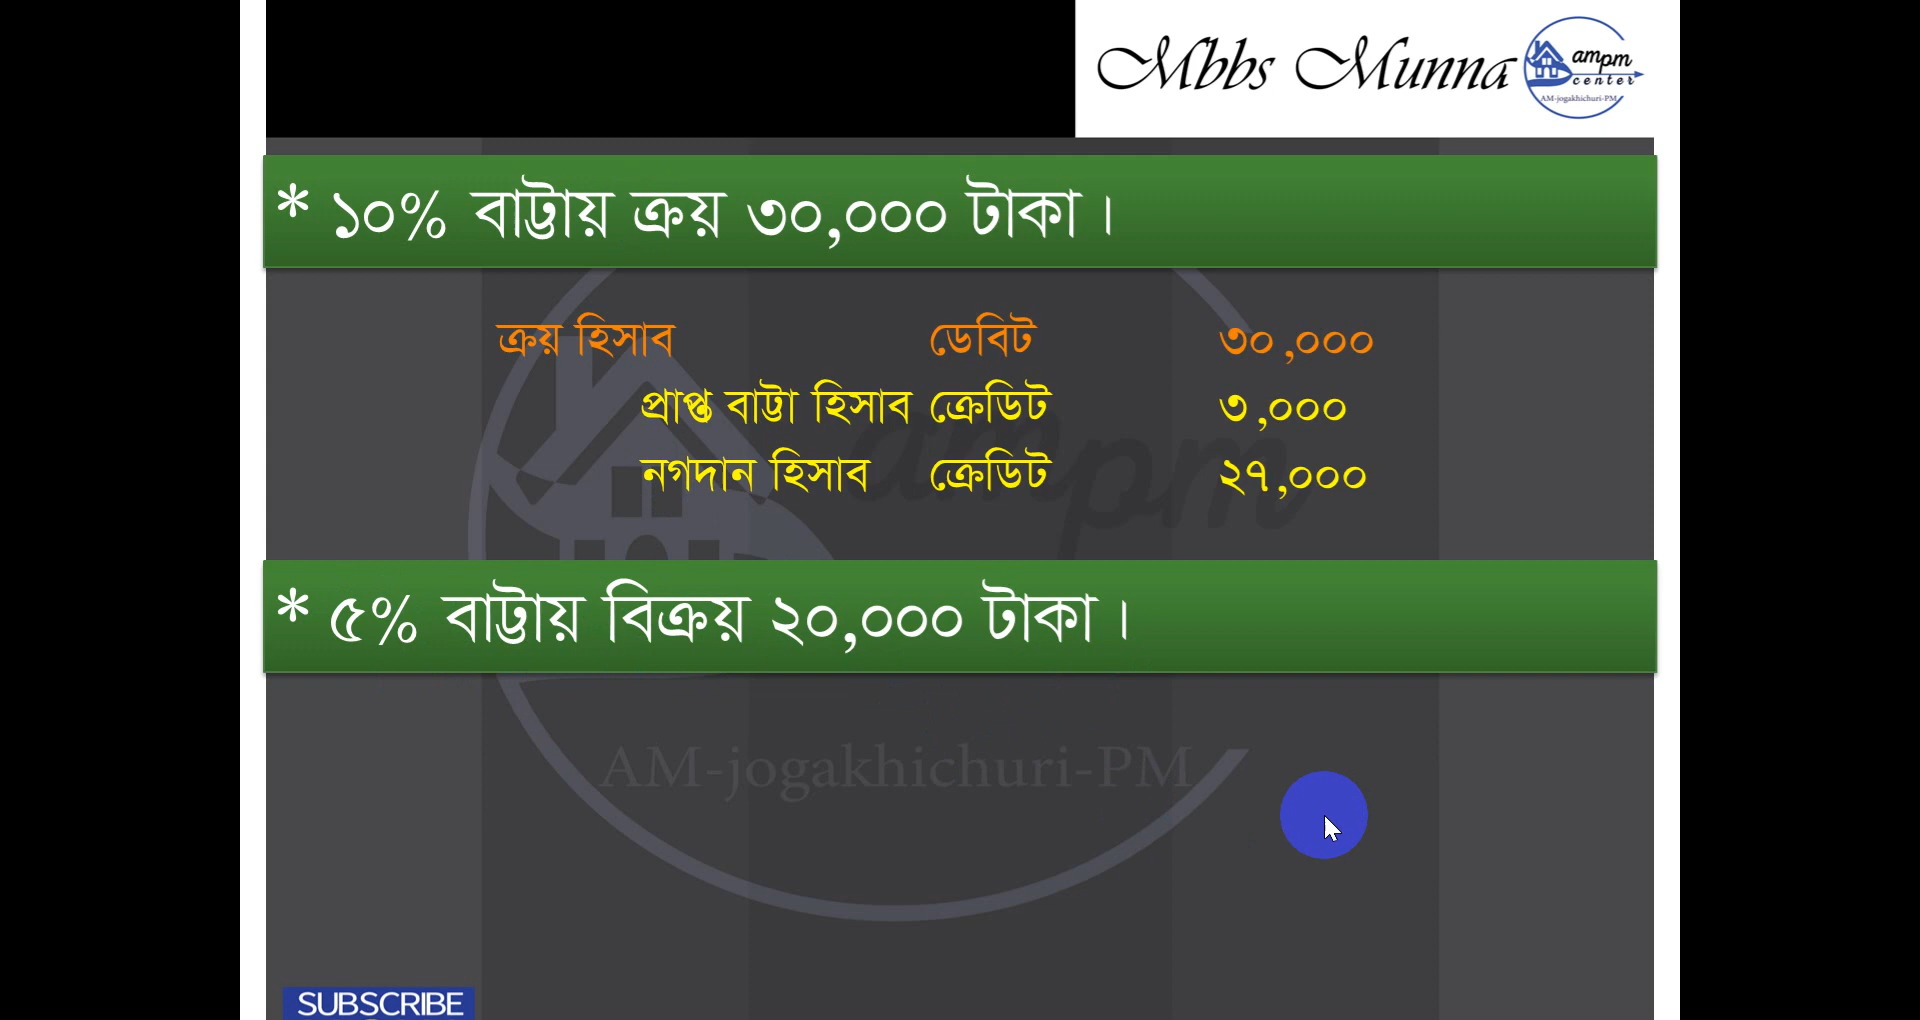 Mbbs Munna
ampm
center
AM-jogakhichuri-PM
* ১০% বাট্টায় ক্রয় ৩০,০০০ টাকা।
ক্রয় হিসাব ডেবিট ৩০,০০০
প্রাপ্ত বাট্টা হিসাব ক্রেডিট ৩,০০০
নগদান হিসাব ক্রেডিট ২৭,০০০
ampm
* ৫% বাট্টায় বিক্রয় ২০,০০০ টাকা।
AM-jogakhichuri-PM
SUBSCRIBE